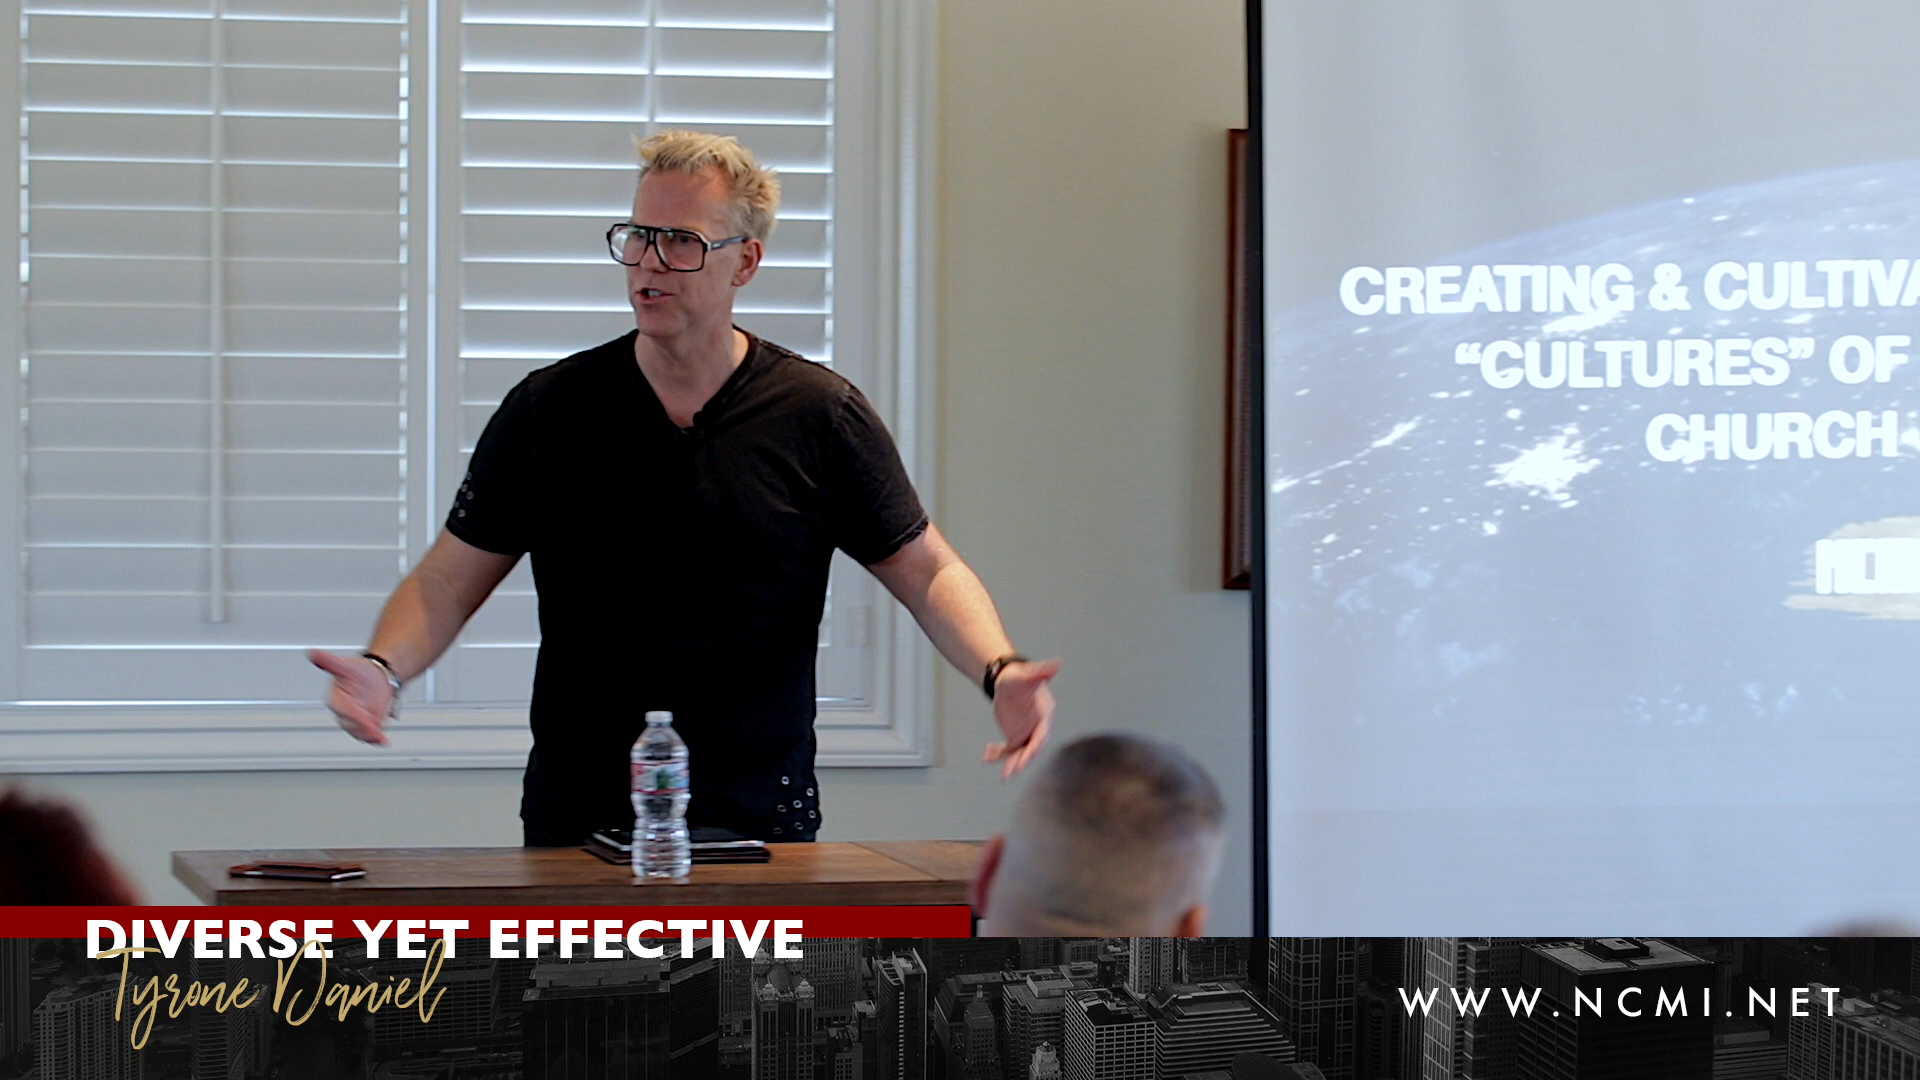 CREATING & CULTIVA
“CULTURES” OF
CHURCH
DIVERSE YET EFFECTIVE
Tyrone Daniel
WWW.NCMI.NET